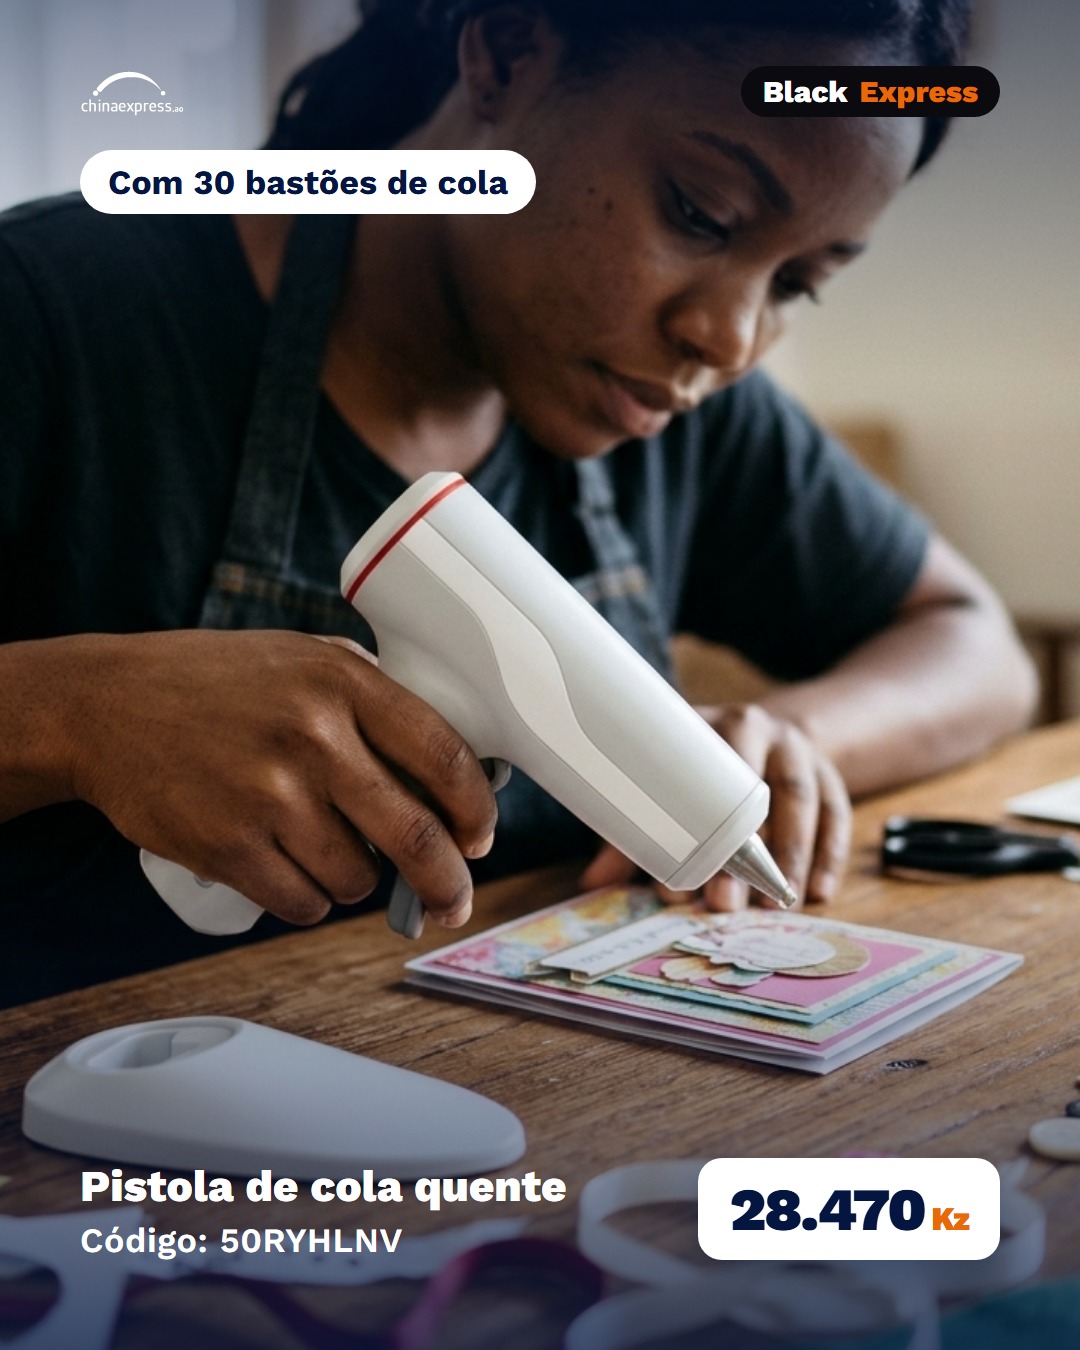 chinaexpress.ao
Black Express
Com 30 bastões de cola
Pistola de cola quente
Código: 50RYHLNV
28.470 Kz